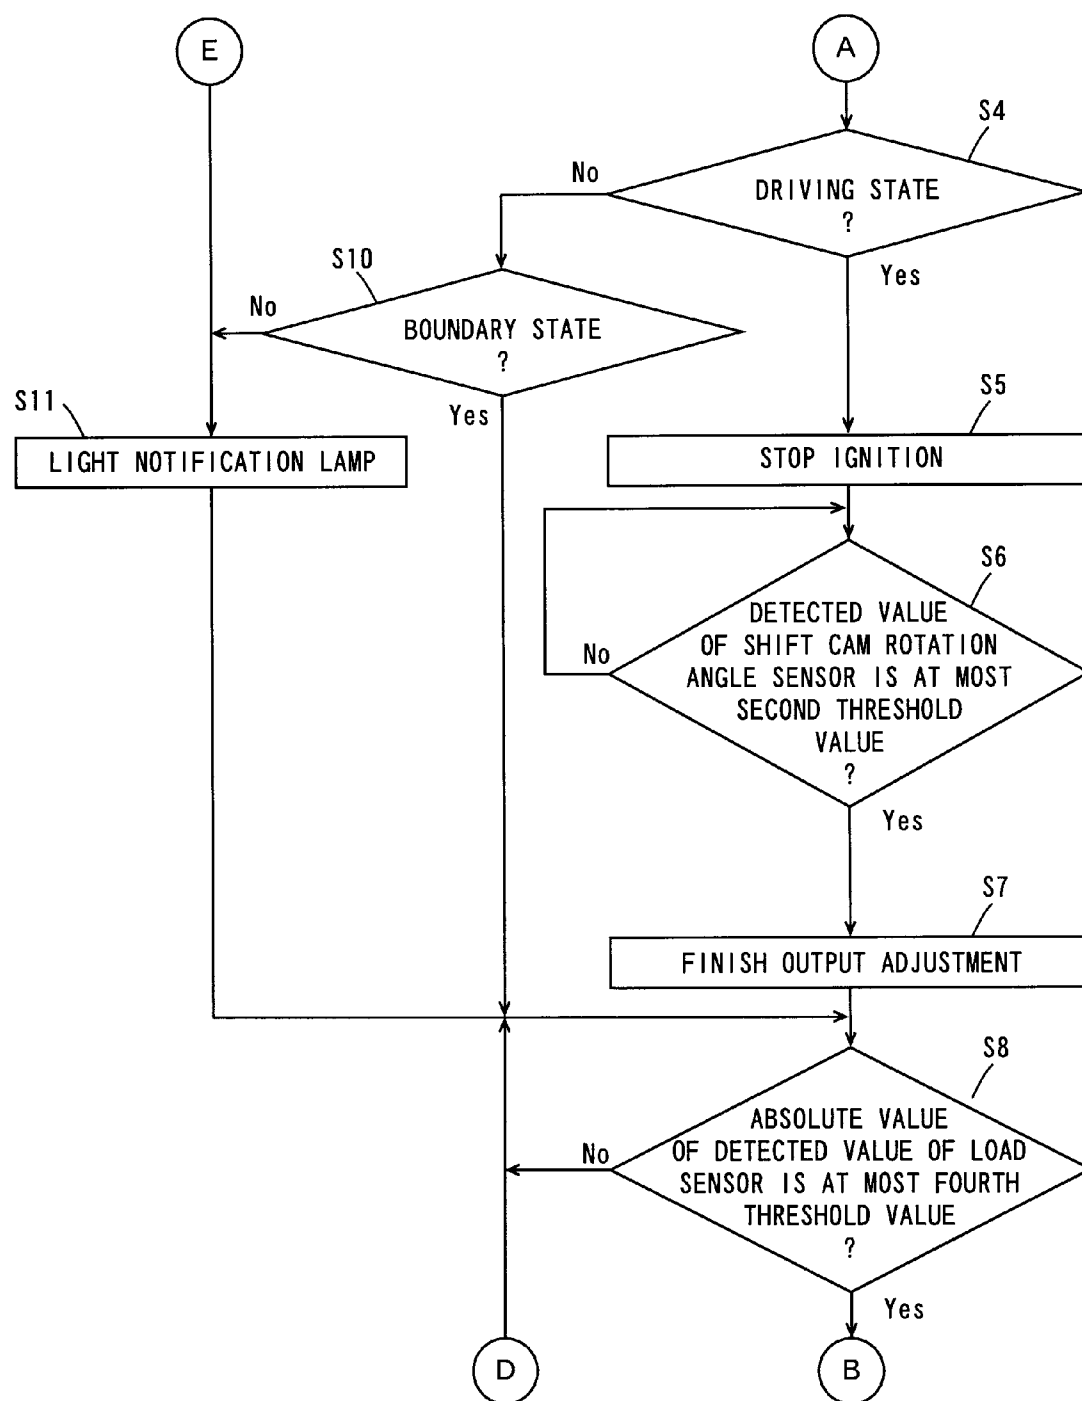 E
A
S4
No
DRIVING STATE
?
S10
Yes
No
BOUNDARY STATE
?
S11
Yes
S5
LIGHT NOTIFICATION LAMP
STOP IGNITION
S6
DETECTED VALUE
OF SHIFT CAM ROTATION
No
ANGLE SENSOR IS AT MOST
SECOND THRESHOLD
VALUE
?
Yes
S7
FINISH OUTPUT ADJUSTMENT
S8
ABSOLUTE VALUE
No
OF DETECTED VALUE OF LOAD
SENSOR IS AT MOST FOURTH
THRESHOLD VALUE
?
Yes
D
B